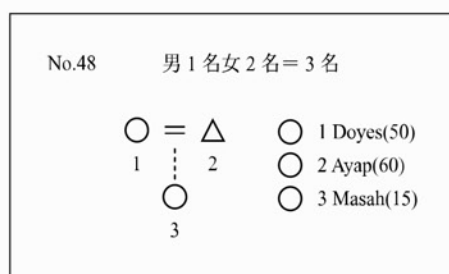 No.48 男1名女2名＝3名
○ = △
1 2
○
3
○ 1 Doyes(50)
○ 2 Ayap(60)
○ 3 Masah(15)